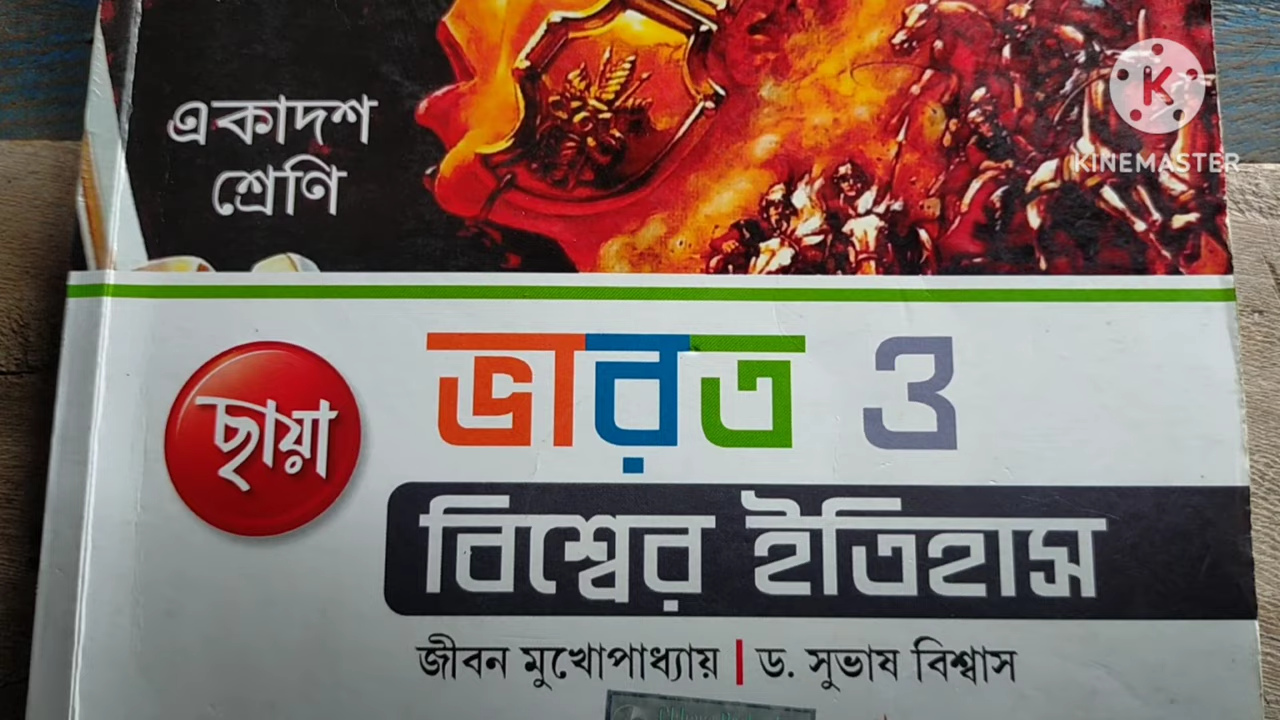 একাদশ
শ্রেণি
K
KINEMASTER
ছায়া
ভারত ও
বিশ্বের ইতিহাস
জীবন মুখোপাধ্যায় | ড. সুভাষ বিশ্বাস